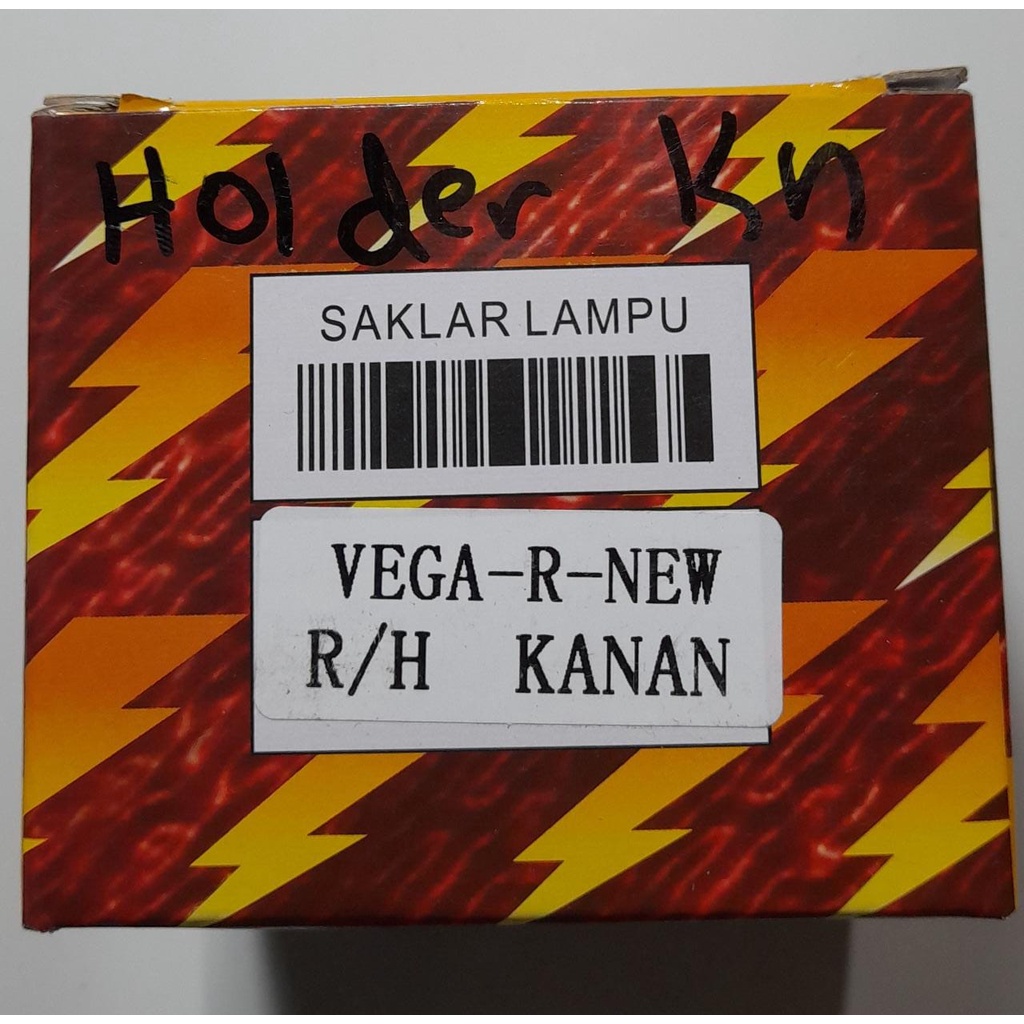 Holder Kn
SAKLAR LAMPU
VEGA-R-NEW
R/H KANAN